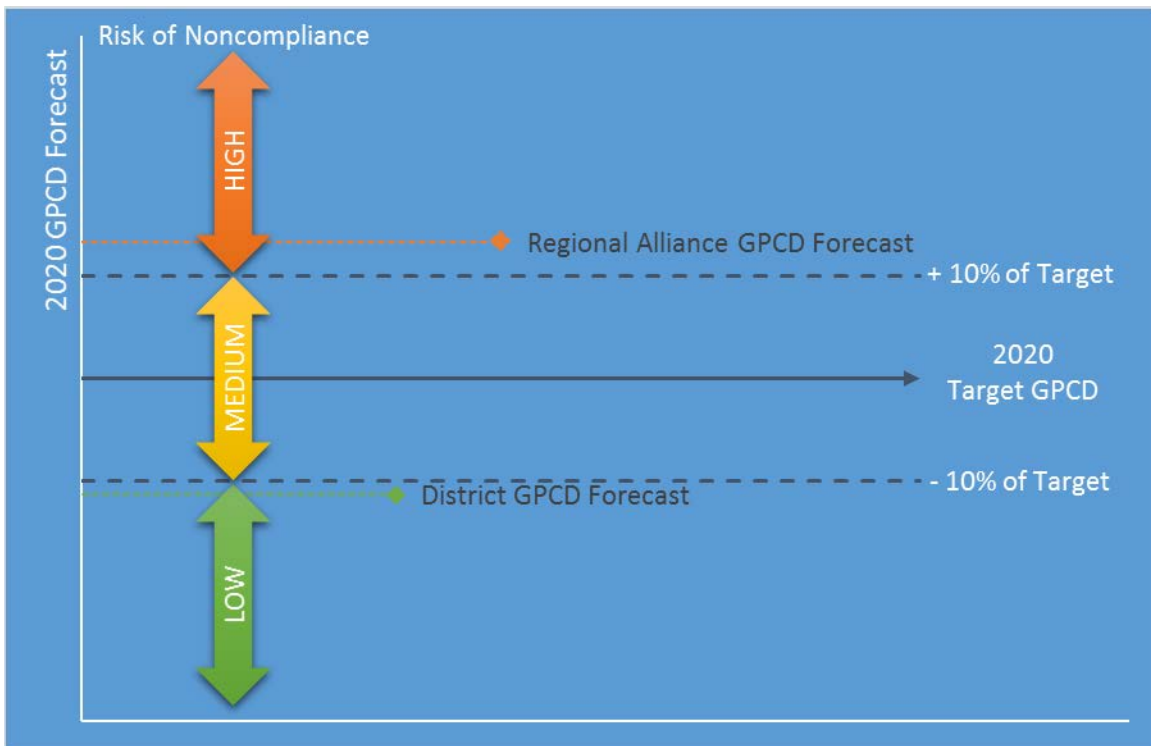 Risk of Noncompliance
2020 GPCD Forecast
HIGH
Regional Alliance GPCD Forecast
+ 10% of Target
MEDIUM
2020
Target GPCD
- 10% of Target
District GPCD Forecast
LOW